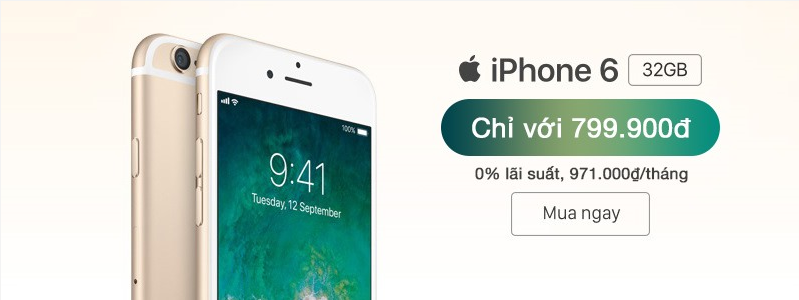 iPhone 6 32GB
Chỉ với 799.900đ
0% lãi suất, 971.000₫/tháng
Mua ngay
100%
9:41
Tuesday, 12 September